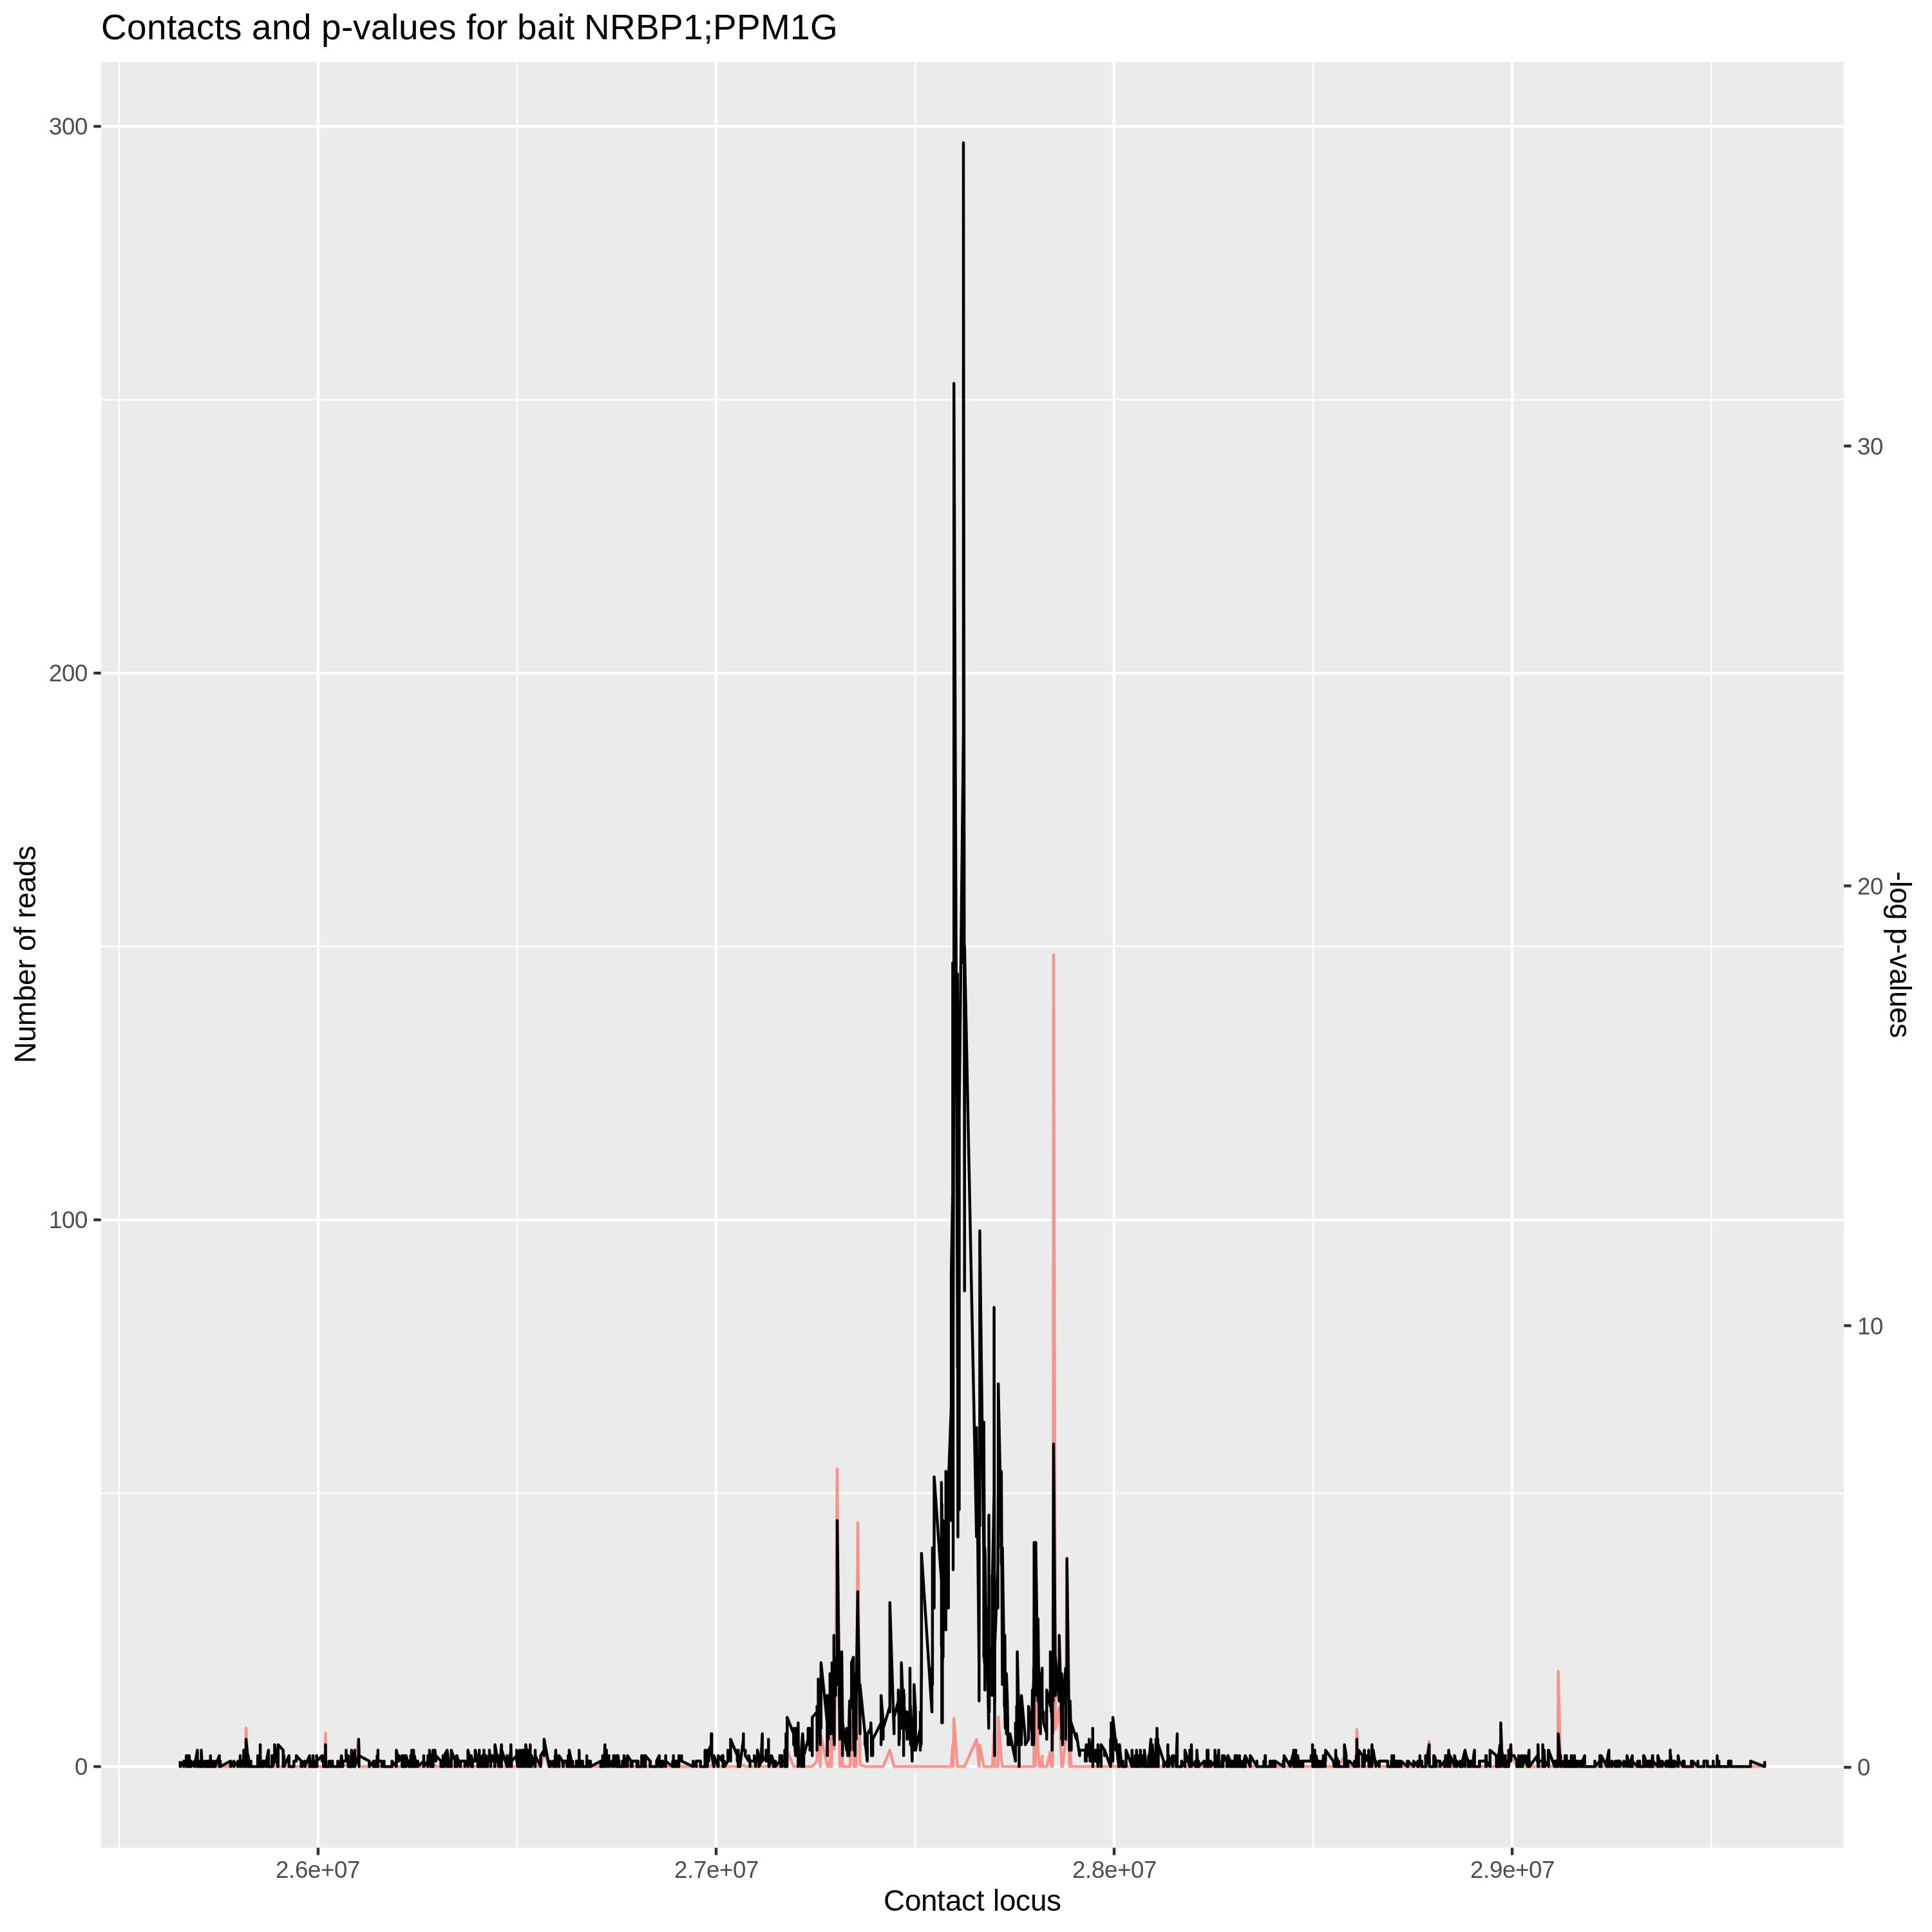 Contacts and p-values for bait NRBP1;PPM1G
300
200
100
0
Number of reads
30
20
10
0
-log p-values
2.6e+07
2.7e+07
2.8e+07
2.9e+07
Contact locus